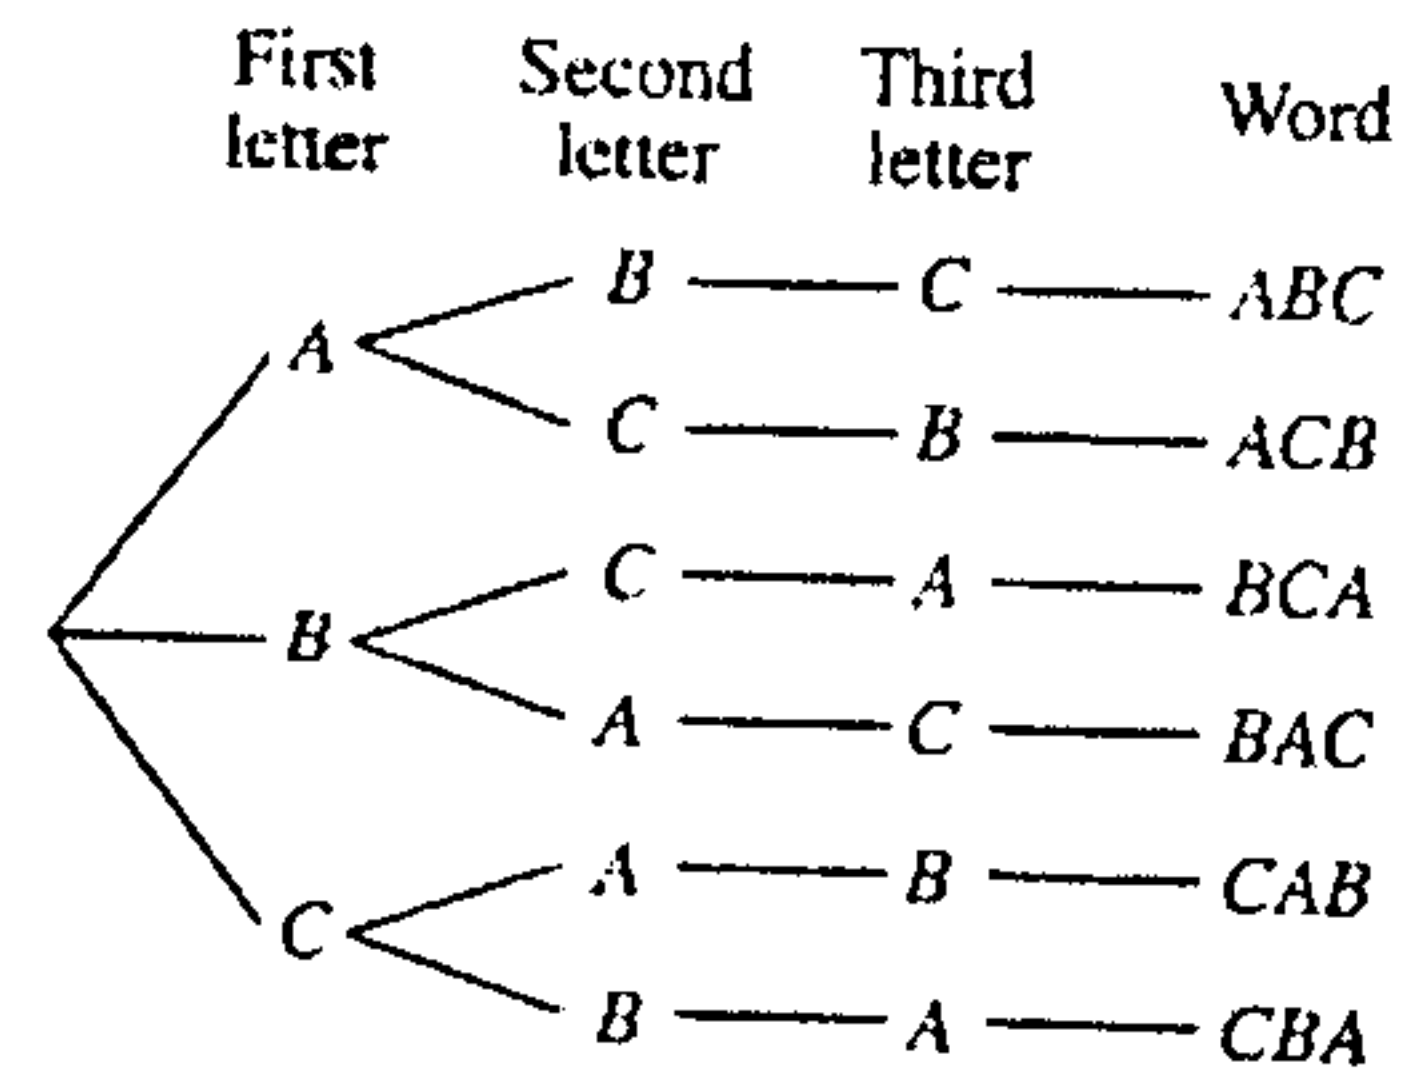 First Second Third Word
letter letter letter
B C ABC
A
C B ACB
C A BCA
B
A C BAC
A B CAB
C
B A CBA